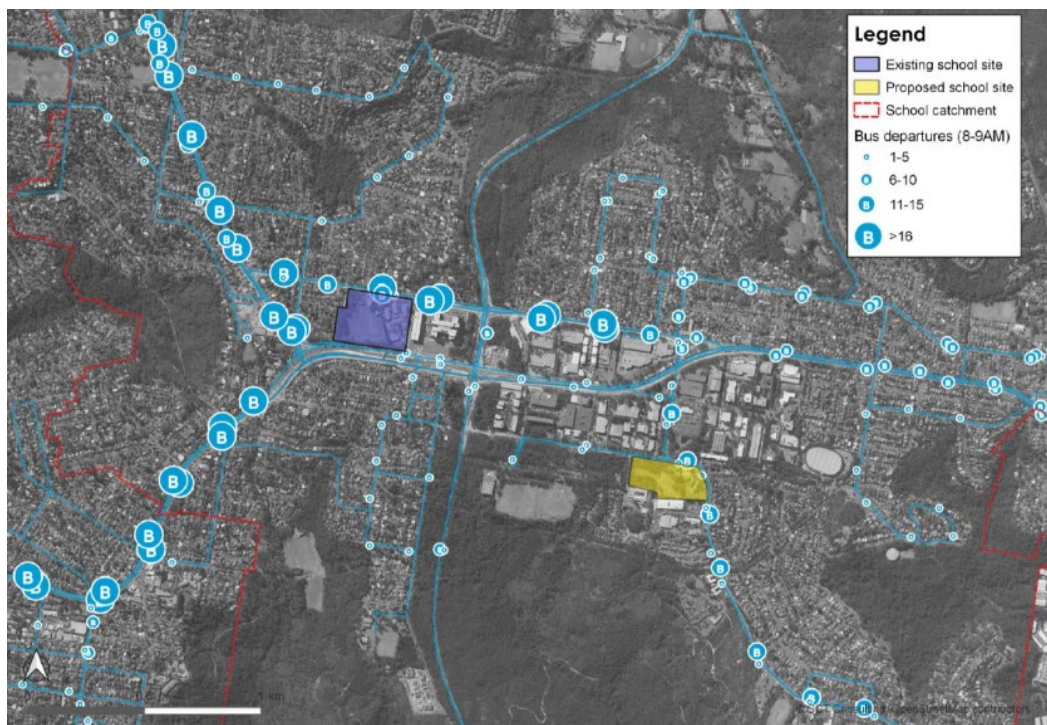 Legend
Existing school site
Proposed school site
School catchment
Bus departures (8-9AM)
1-5
6-10
11-15
>16
1 km